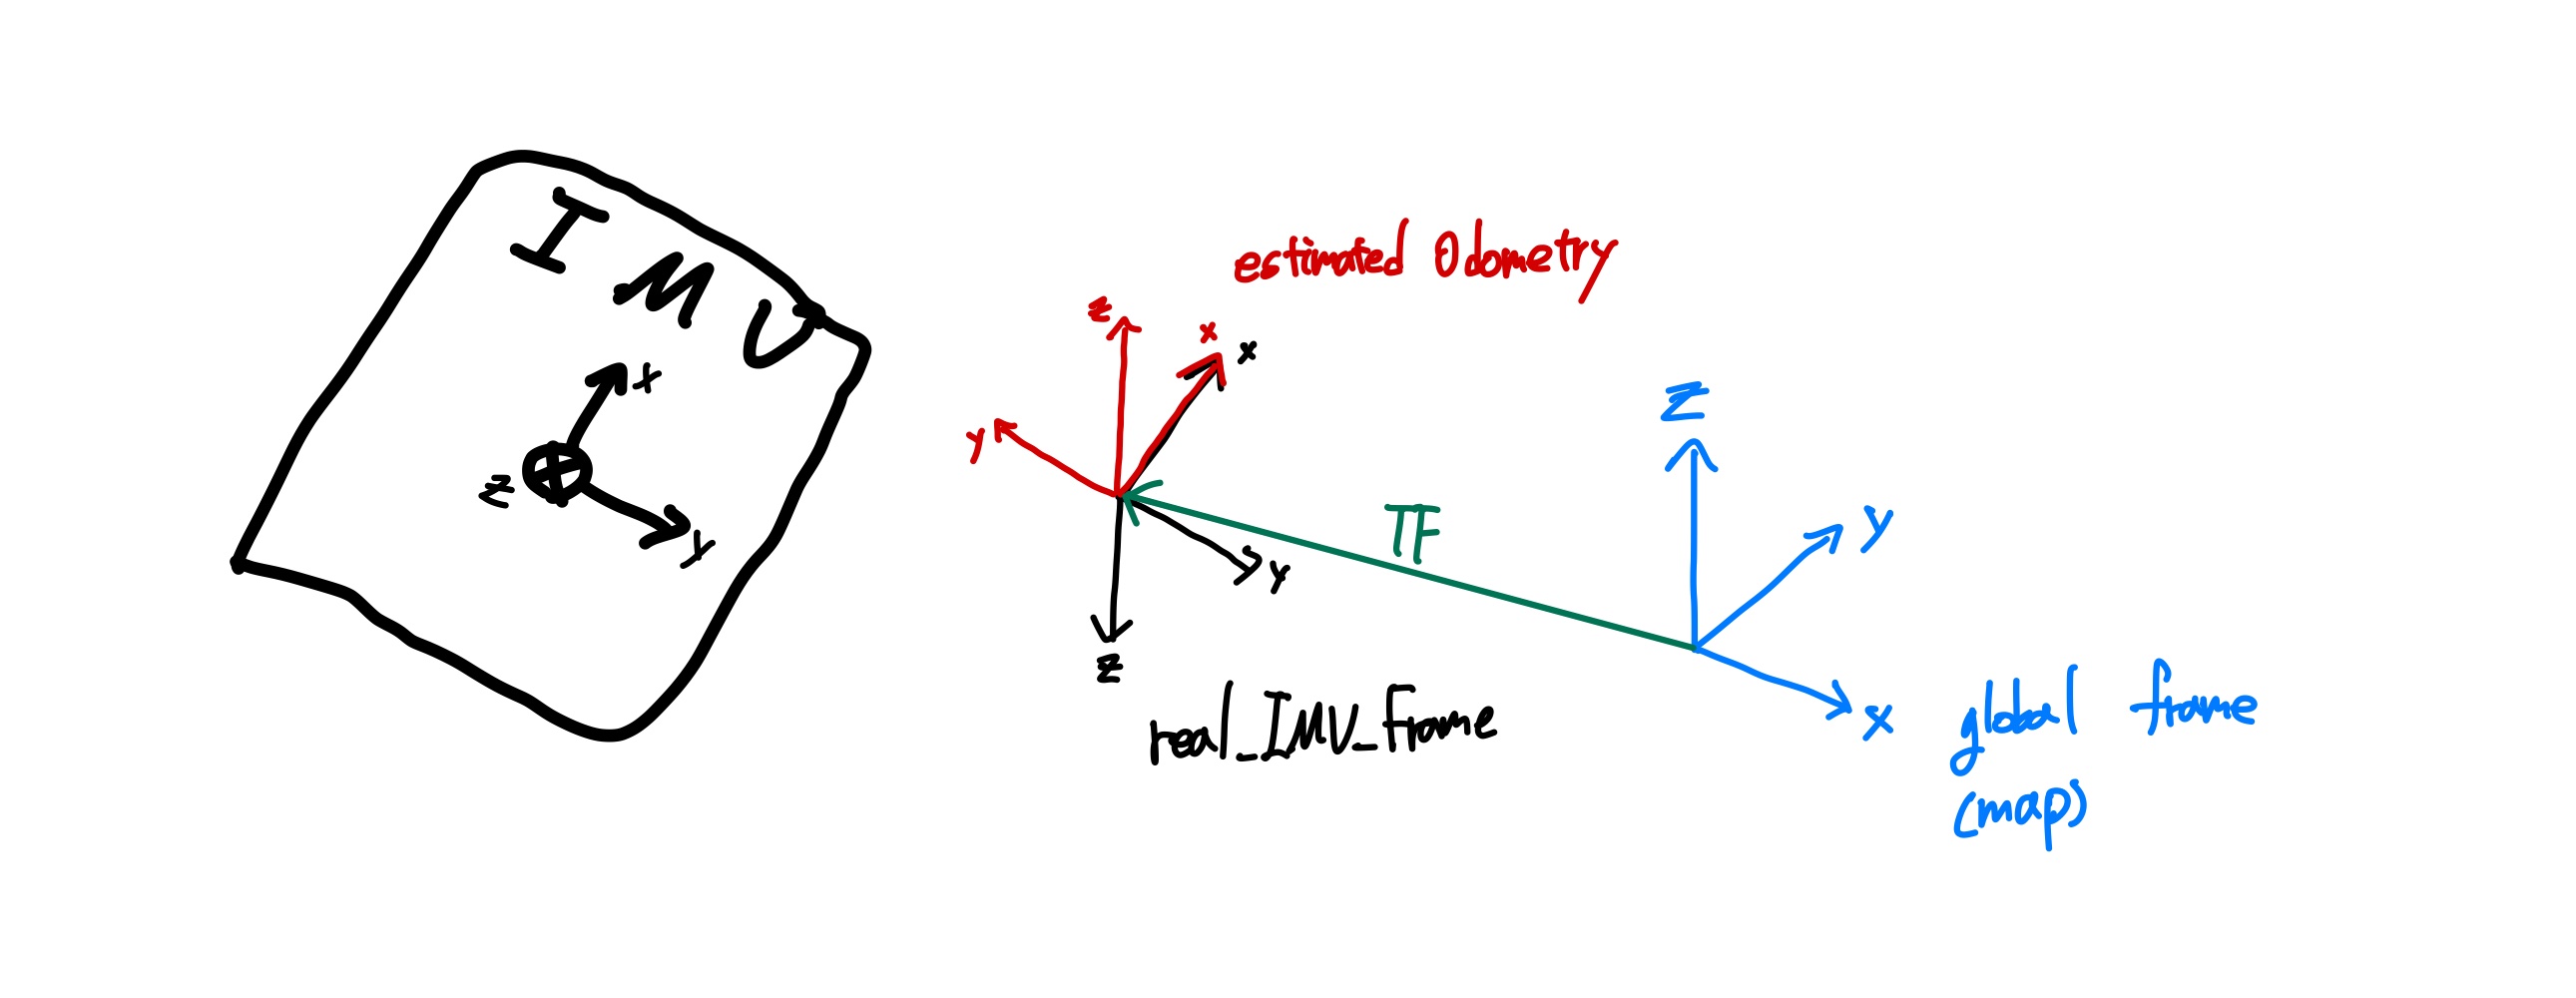 IMU
x
z
y
estimated Odometry
z
x
x
y
y
z
real_IMU_frame
TF
z
y
x
global frame
(map)